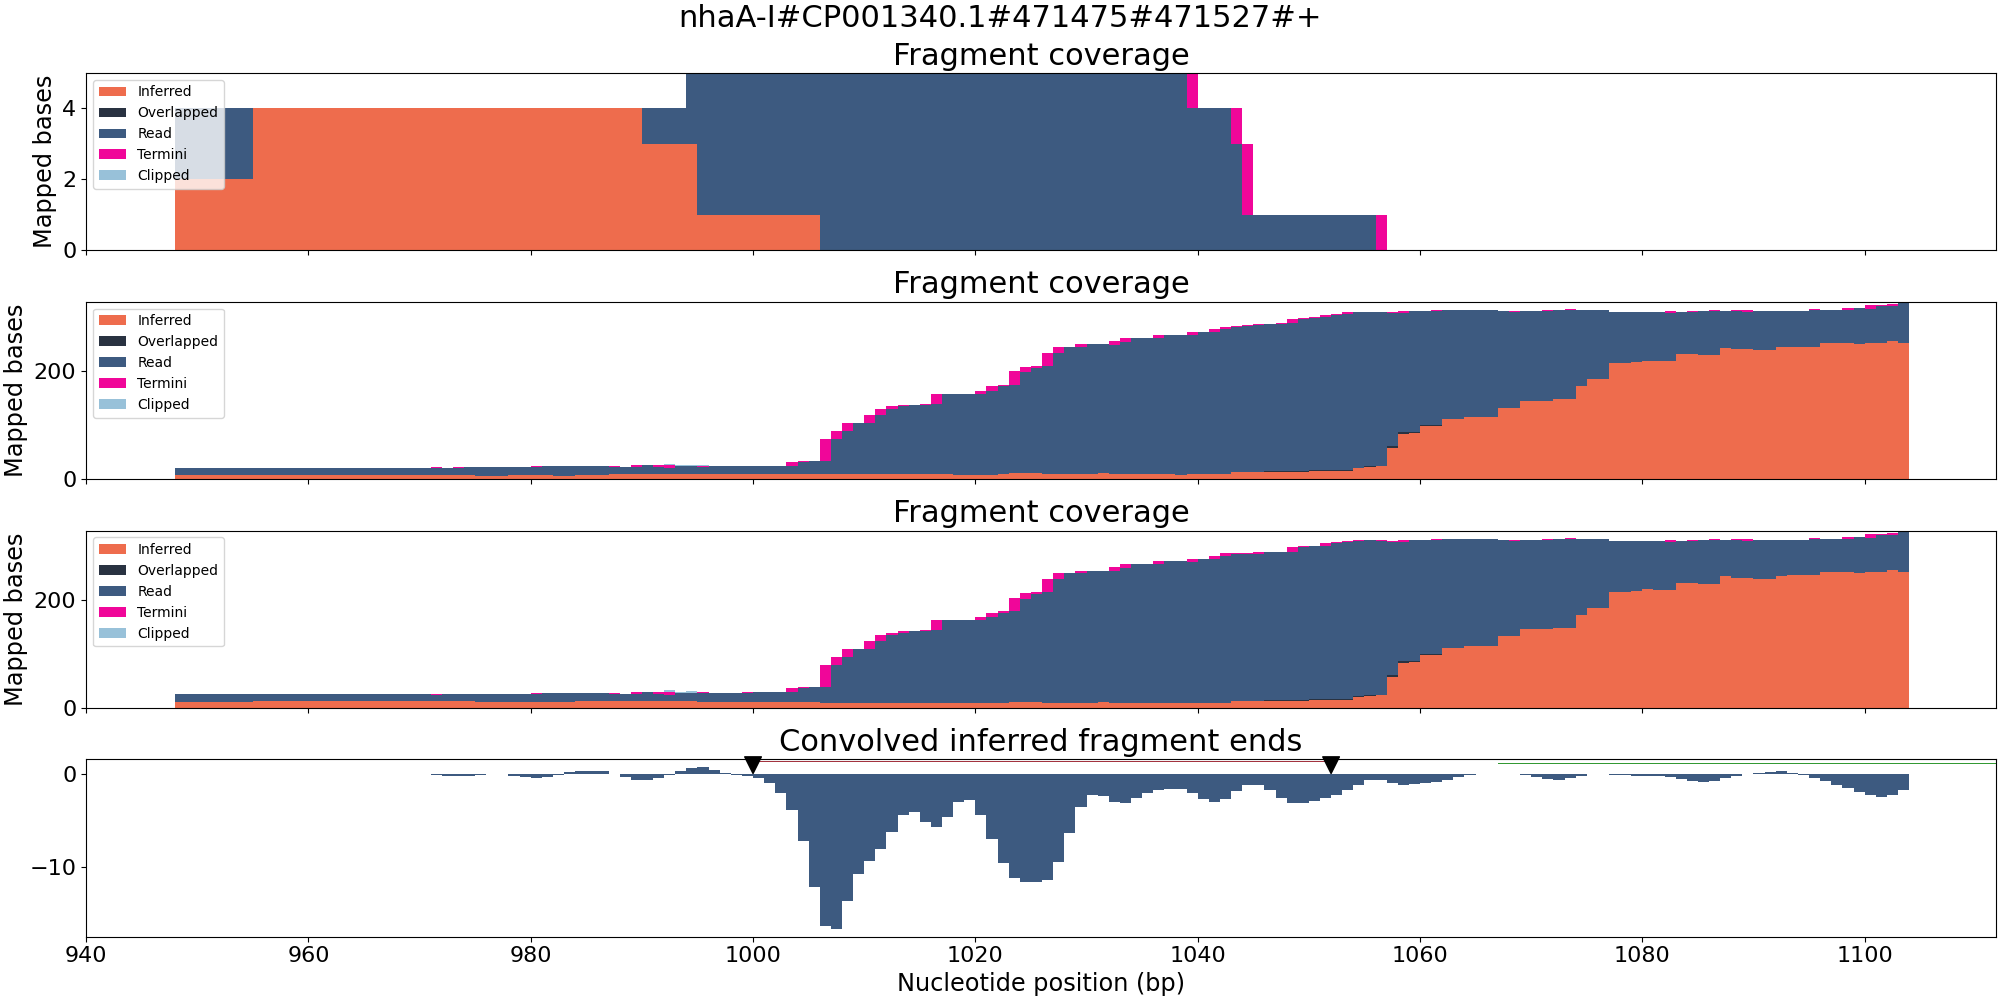 nhaA-I#CP001340.1#471475#471527#+
Fragment coverage
Mapped bases
4
2
0
Inferred
Overlapped
Read
Termini
Clipped
Fragment coverage
Mapped bases
200
0
Inferred
Overlapped
Read
Termini
Clipped
Fragment coverage
Mapped bases
200
0
Inferred
Overlapped
Read
Termini
Clipped
Convolved inferred fragment ends
0
−10
940 960 980 1000 1020 1040 1060 1080 1100
Nucleotide position (bp)